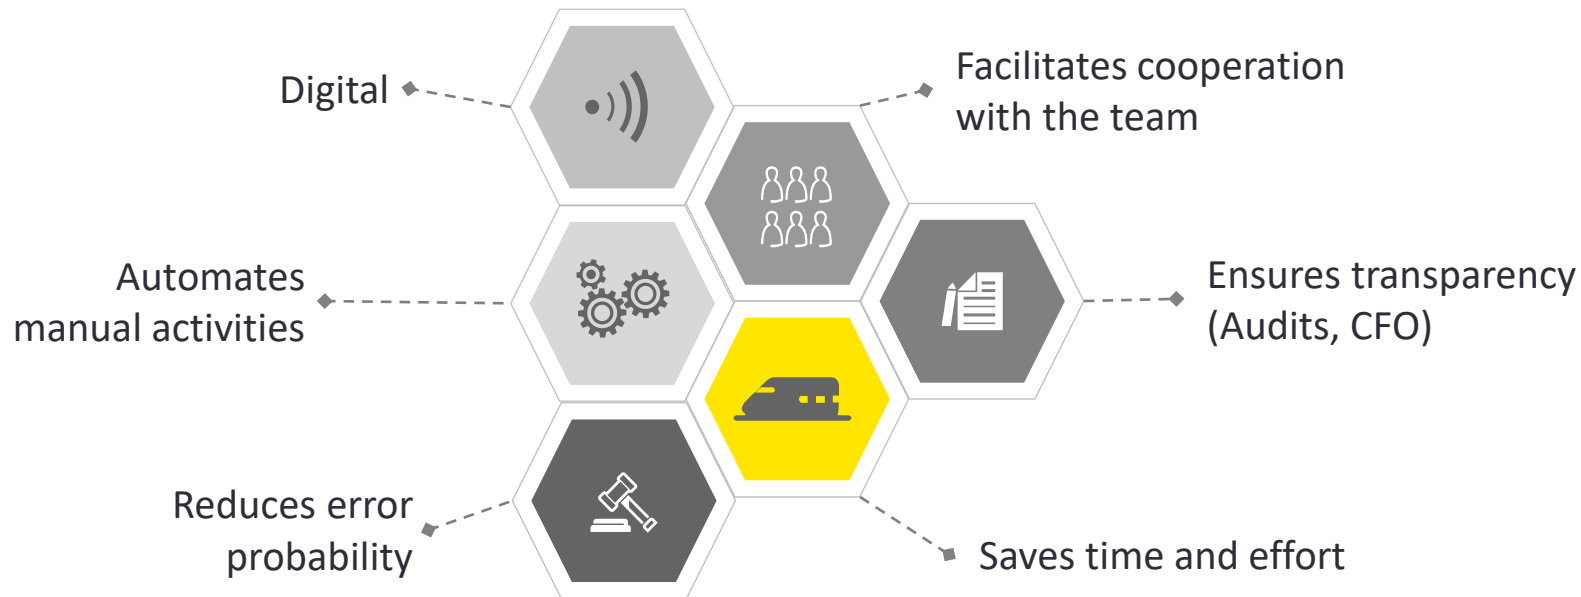 Digital
Facilitates cooperation
with the team
Automates
manual activities
Ensures transparency
(Audits, CFO)
Reduces error
probability
Saves time and effort